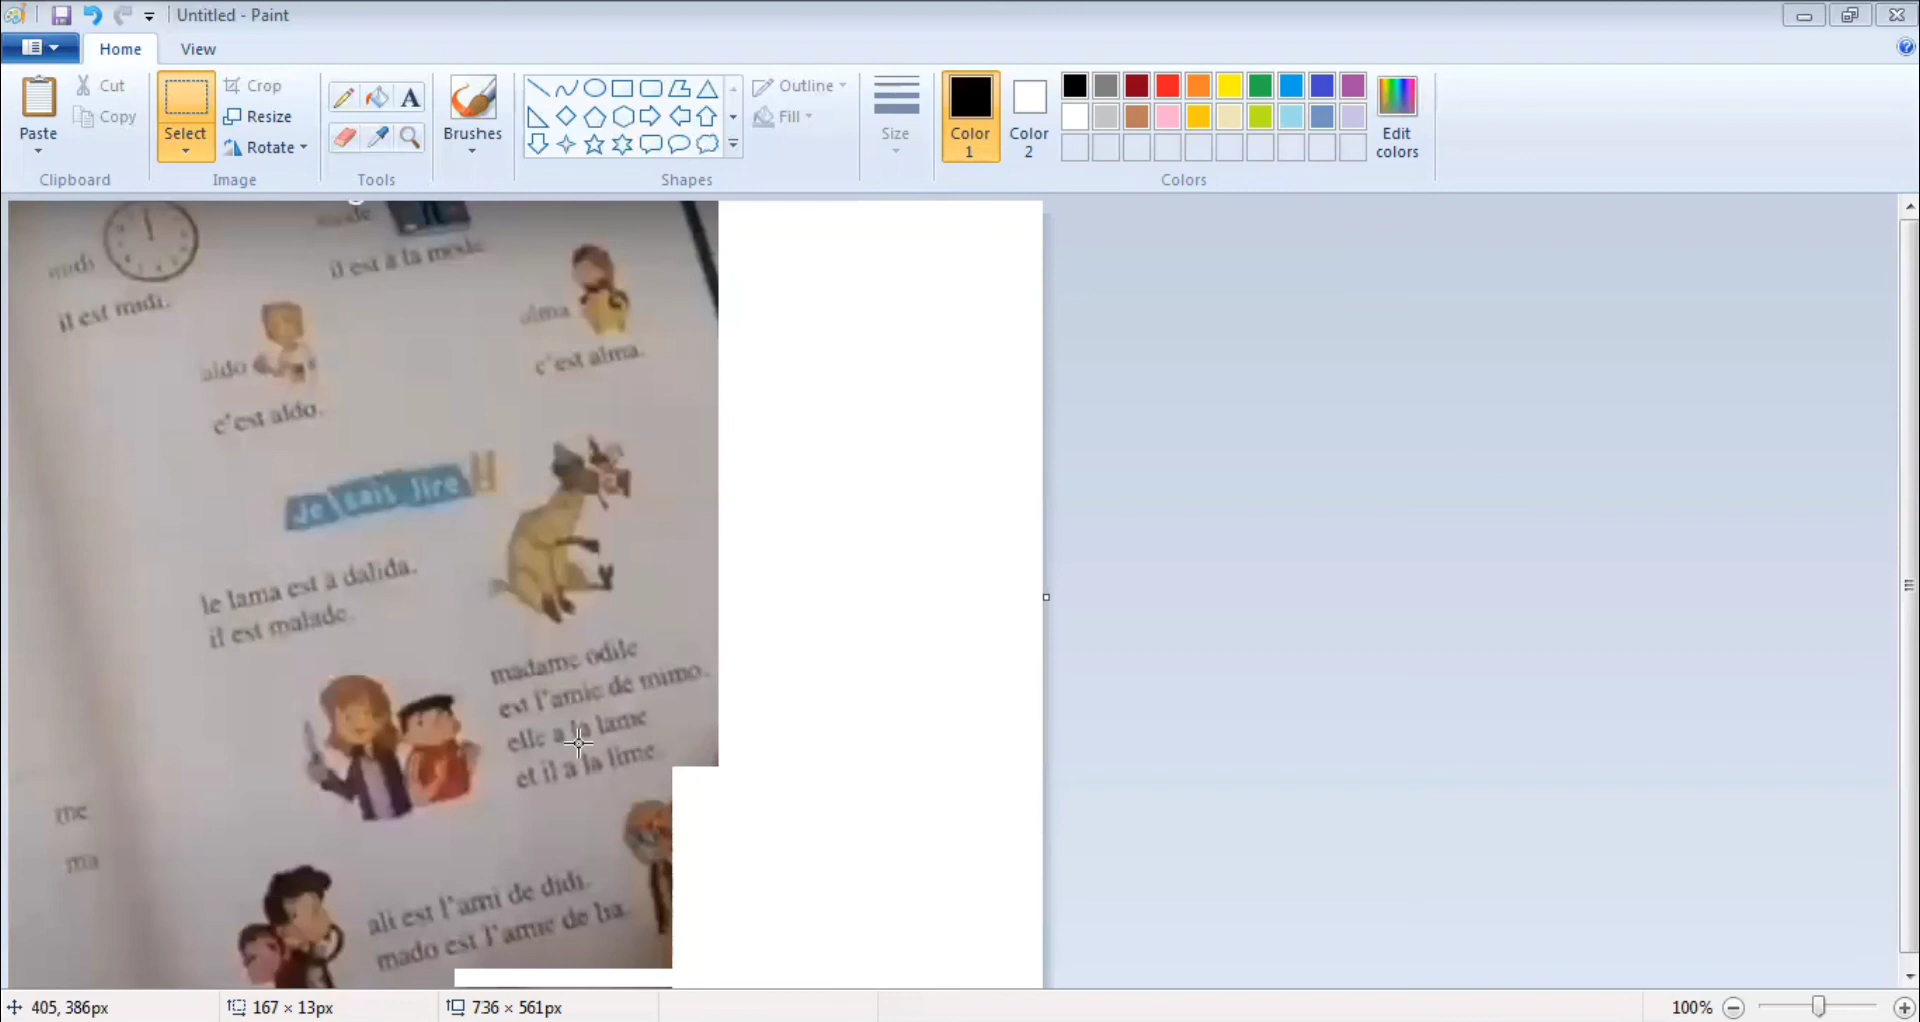 Untitled - Paint
Home
View
Paste
Cut
Copy
Clipboard
Select
Crop
Resize
Rotate
Image
Tools
Brushes
Shapes
Outline
Fill
Size
Color 1
Color 2
Edit colors
Colors
midi
mode
il est à la mode
il est midi.
alma
c'est alma.
aldo
c'est aldo.
Je sais lire !!
le lama est à dalida.
il est malade.
madame odile
est l'amie de mimo.
elle a la lame
et il a la lime.
me
ma
ali est l'ami de didi.
mado est l'amie de lia.
405, 386px
167 × 13px
736 × 561px
100%